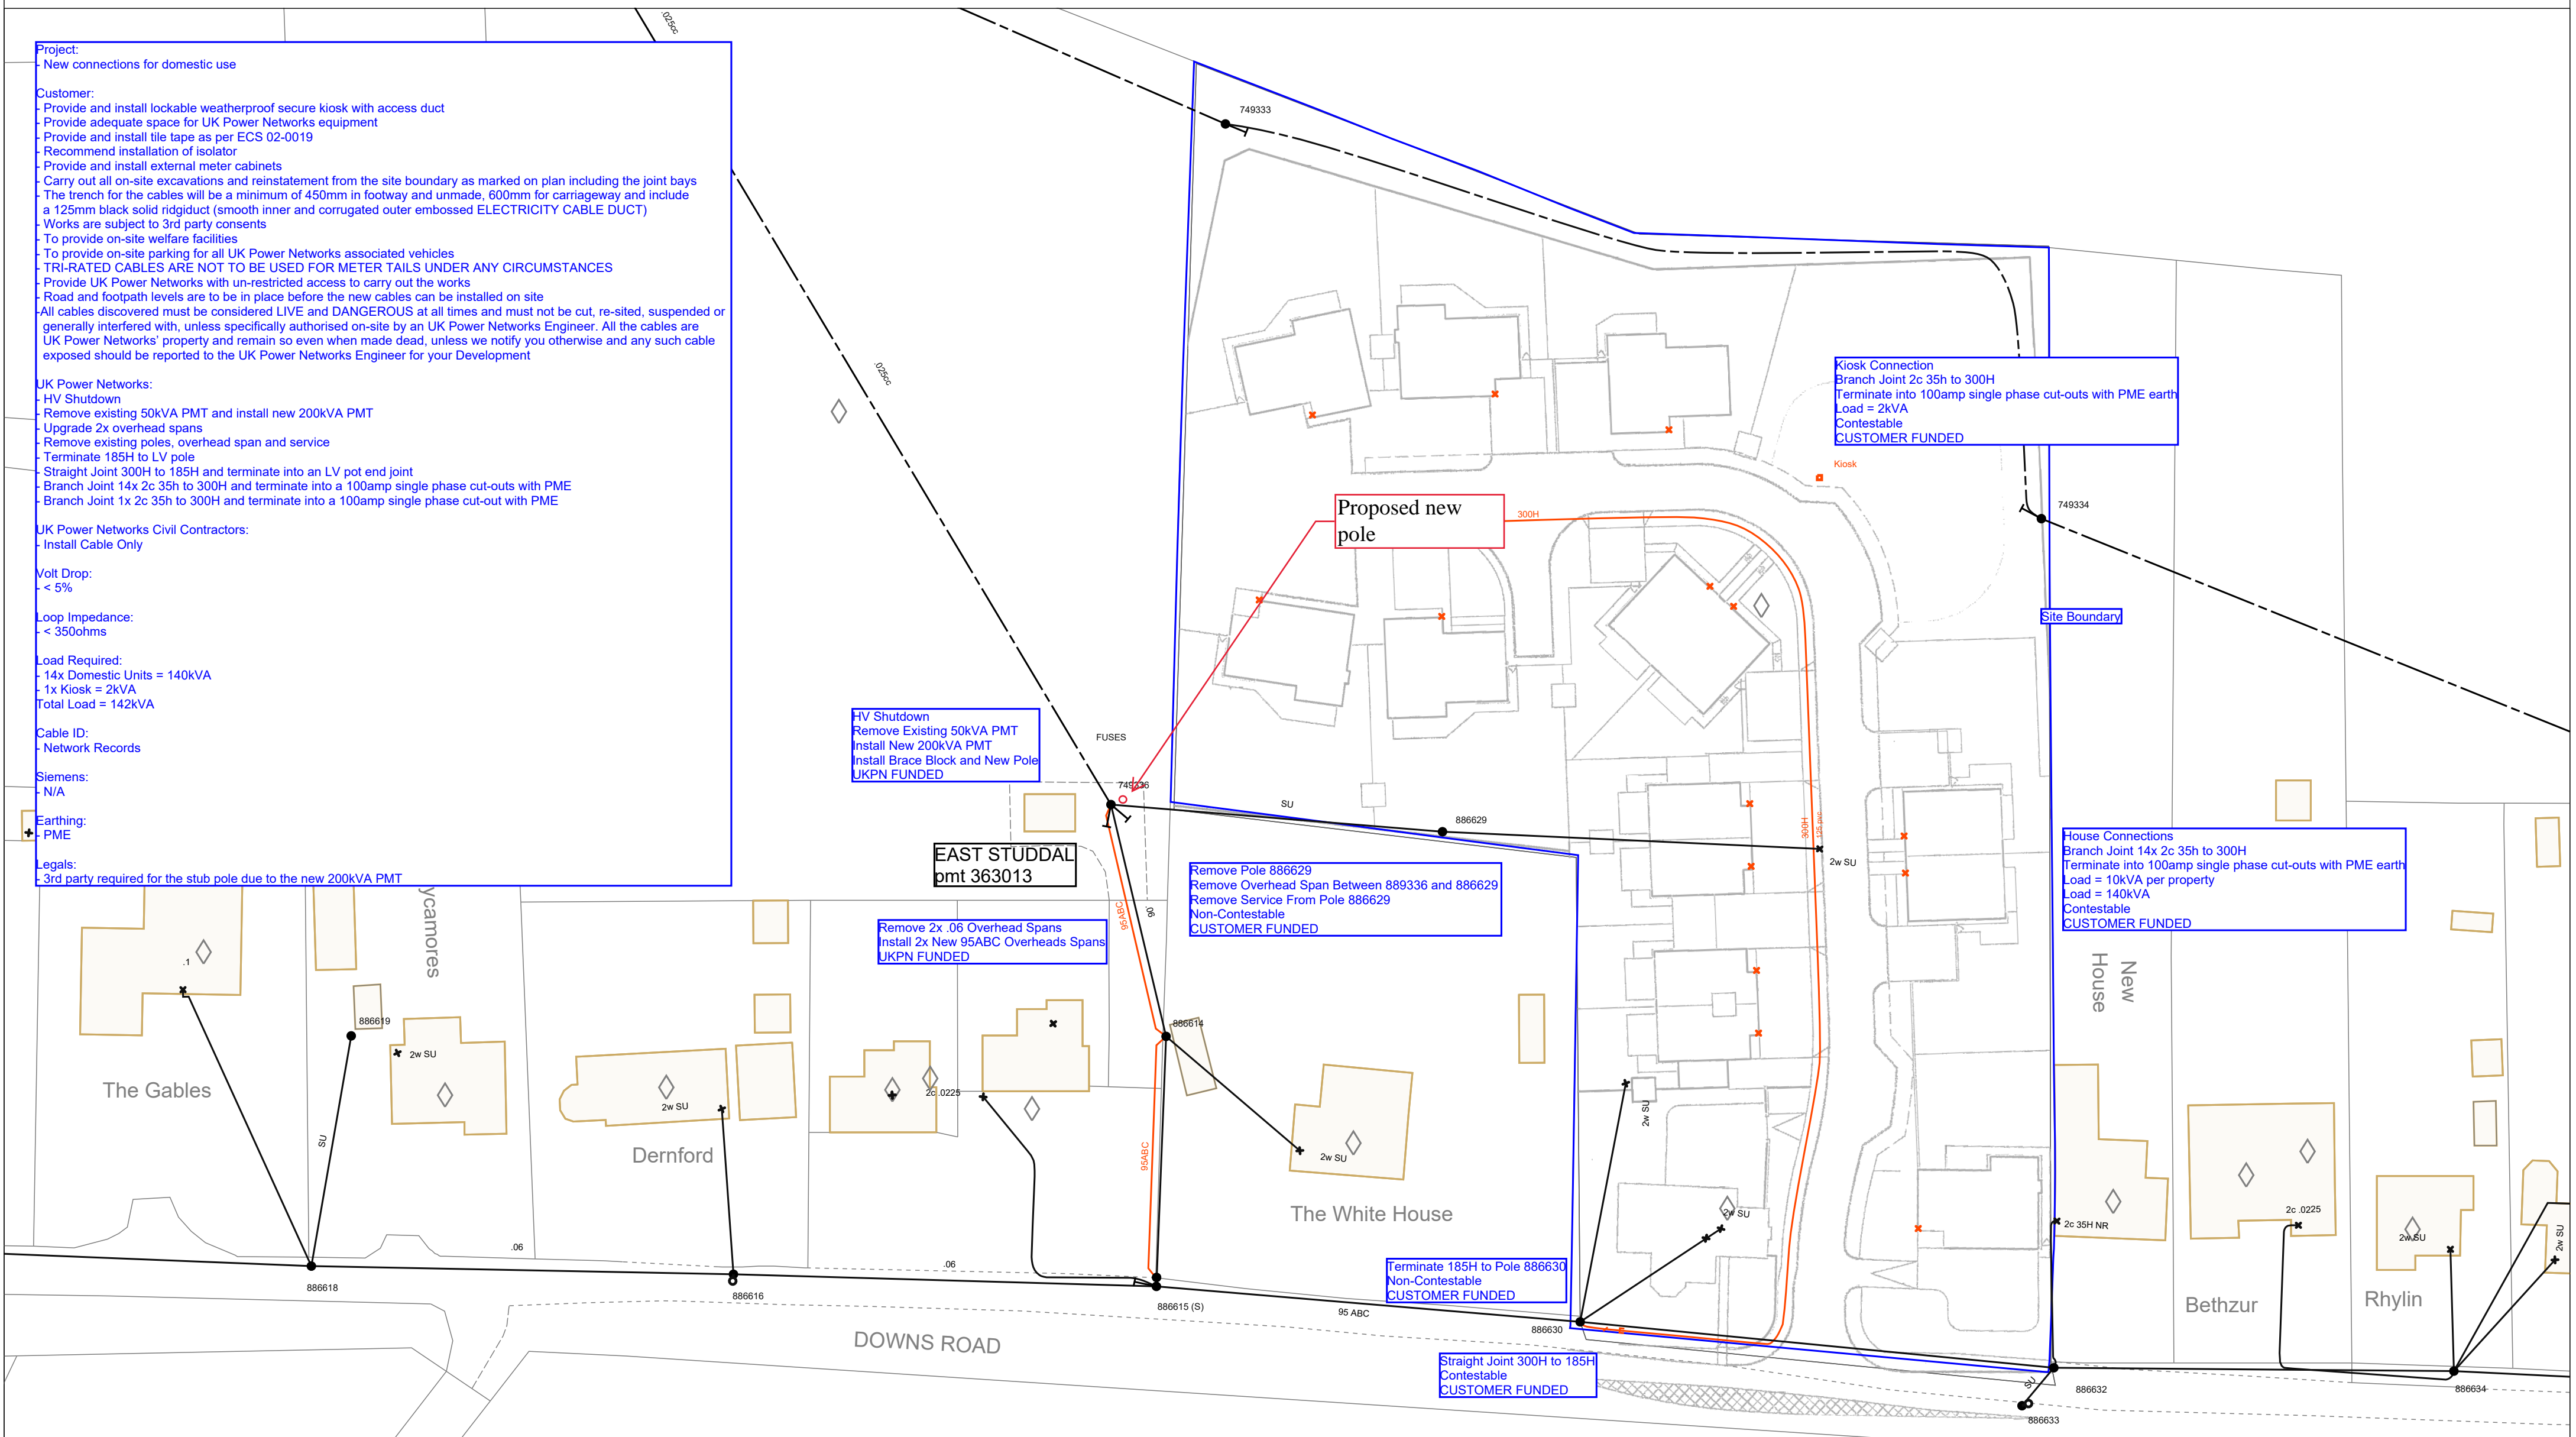 .025cc
Project:
- New connections for domestic use
Customer:
- Provide and install lockable weatherproof secure kiosk with access duct
- Provide adequate space for UK Power Networks equipment
- Provide and install tile tape as per ECS 02-0019
- Recommend installation of isolator
- Provide and install external meter cabinets
- Carry out all on-site excavations and reinstatement from the site boundary as marked on plan including the joint bays
- The trench for the cables will be a minimum of 450mm in footway and unmade, 600mm for carriageway and include
a 125mm black solid ridgiduct (smooth inner and corrugated outer embossed ELECTRICITY CABLE DUCT)
- Works are subject to 3rd party consents
- To provide on-site welfare facilities
- To provide on-site parking for all UK Power Networks associated vehicles
- TRI-RATED CABLES ARE NOT TO BE USED FOR METER TAILS UNDER ANY CIRCUMSTANCES
- Provide UK Power Networks with un-restricted access to carry out the works
- Road and footpath levels are to be in place before the new cables can be installed on site
-All cables discovered must be considered LIVE and DANGEROUS at all times and must not be cut, re-sited, suspended or
generally interfered with, unless specifically authorised on-site by an UK Power Networks Engineer. All the cables are
UK Power Networks' property and remain so even when made dead, unless we notify you otherwise and any such cable
exposed should be reported to the UK Power Networks Engineer for your Development
UK Power Networks:
- HV Shutdown
- Remove existing 50kVA PMT and install new 200kVA PMT
- Upgrade 2x overhead spans
- Remove existing poles, overhead span and service
- Terminate 185H to LV pole
- Straight Joint 300H to 185H and terminate into an LV pot end joint
- Branch Joint 14x 2c 35h to 300H and terminate into a 100amp single phase cut-outs with PME
- Branch Joint 1x 2c 35h to 300H and terminate into a 100amp single phase cut-out with PME
UK Power Networks Civil Contractors:
- Install Cable Only
Volt Drop:
- < 5%
Loop Impedance:
- < 350ohms
Load Required:
- 14x Domestic Units = 140kVA
- 1x Kiosk = 2kVA
Total Load = 142kVA
Cable ID:
- Network Records
Siemens:
- N/A
Earthing:
- PME
Legals:
- 3rd party required for the stub pole due to the new 200kVA PMT
749333
.025cc
Kiosk Connection
Branch Joint 2c 35h to 300H
Terminate into 100amp single phase cut-outs with PME earth
Load = 2kVA
Contestable
CUSTOMER FUNDED
Kiosk
749334
Proposed new
pole
300H
Site Boundary
HV Shutdown
Remove Existing 50kVA PMT
Install New 200kVA PMT
Install Brace Block and New Pole
UKPN FUNDED
FUSES
749336
SU
886629
300H
125 pvc
2w SU
EAST STUDDAL
pmt 363013
Remove Pole 886629
Remove Overhead Span Between 889336 and 886629
Remove Service From Pole 886629
Non-Contestable
CUSTOMER FUNDED
House Connections
Branch Joint 14x 2c 35h to 300H
Terminate into 100amp single phase cut-outs with PME earth
Load = 10kVA per property
Load = 140kVA
Contestable
CUSTOMER FUNDED
Remove 2x .06 Overhead Spans
Install 2x New 95ABC Overheads Spans
UKPN FUNDED
95ABC
.06
ycamores
.1
886619
2w SU
The Gables
SU
2w SU
Dernford
2c .0225
886614
95ABC
2w SU
The White House
2w SU
2w SU
New
House
2c 35H NR
2c .0225
2w SU
2w SU
Bethzur
Rhylin
.06
.06
886618
886616
886615 (S)
95 ABC
Terminate 185H to Pole 886630
Non-Contestable
CUSTOMER FUNDED
886630
DOWNS ROAD
Straight Joint 300H to 185H
Contestable
CUSTOMER FUNDED
SU
886632
886633
886634